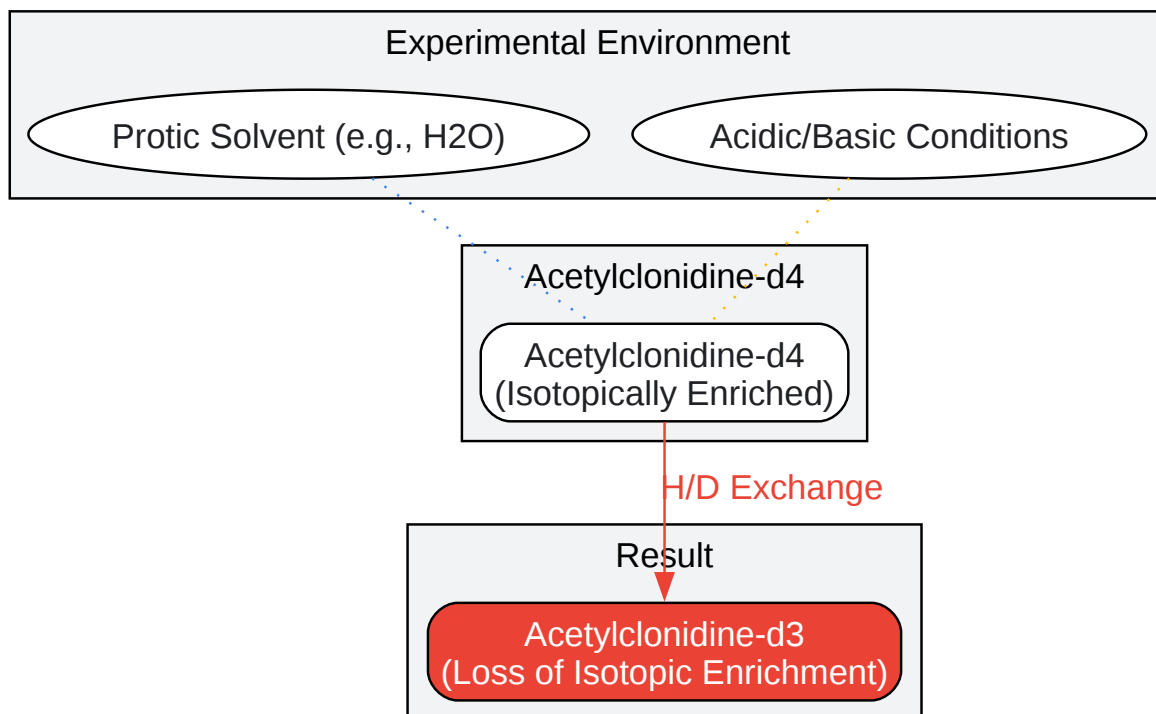 Experimental Environment
Protic Solvent (e.g., H2O)
Acidic/Basic Conditions
Acetylclonidine-d4
Acetylclonidine-d4
(Isotopically Enriched)
H/D Exchange
Result
Acetylclonidine-d3
(Loss of Isotopic Enrichment)